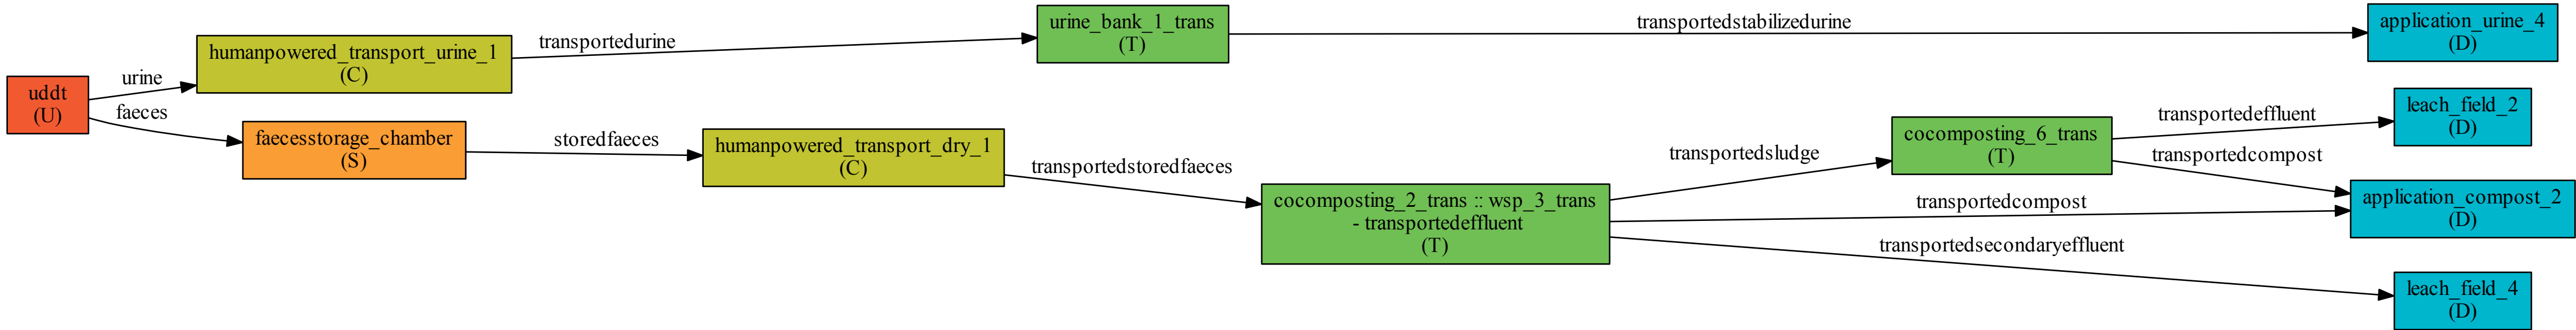 uddt
(U)
urine
faeces
humanpowered_transport_urine_1
(C)
faecesstorage_chamber
(S)
transportedurine
storedfaeces
humanpowered_transport_dry_1
(C)
urine_bank_1_trans
(T)
transportedstoredfaeces
cocomposting_2_trans :: wsp_3_trans
- transportedeffluent
(T)
transportedstabilizedurine
transportedsludge
transportedcompost
transportedsecondaryeffluent
cocomposting_6_trans
(T)
transportedeffluent
transportedcompost
application_urine_4
(D)
leach_field_2
(D)
application_compost_2
(D)
leach_field_4
(D)